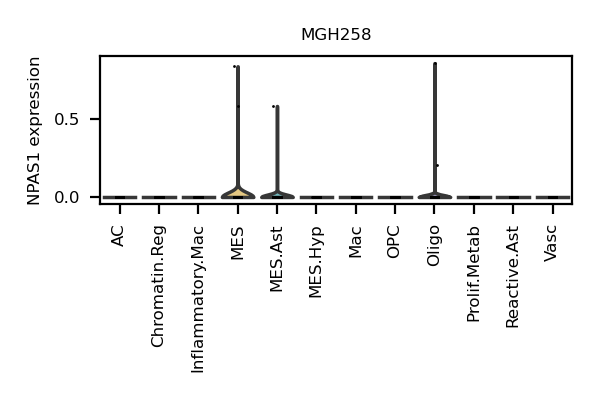 MGH258
NPAS1 expression
0.5
0.0
AC
Chromatin.Reg
Inflammatory.Mac
MES
MES.Ast
MES.Hyp
Mac
OPC
Oligo
Prolif.Metab
Reactive.Ast
Vasc